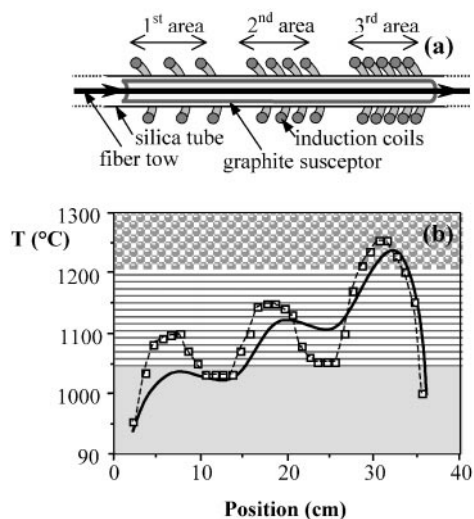 1st area 2nd area 3rd area
(a)
silica tube
induction coils
fiber tow
graphite susceptor
T (°C)
(b)
1300
1200
1100
1000
90
0 10 20 30 40
Position (cm)